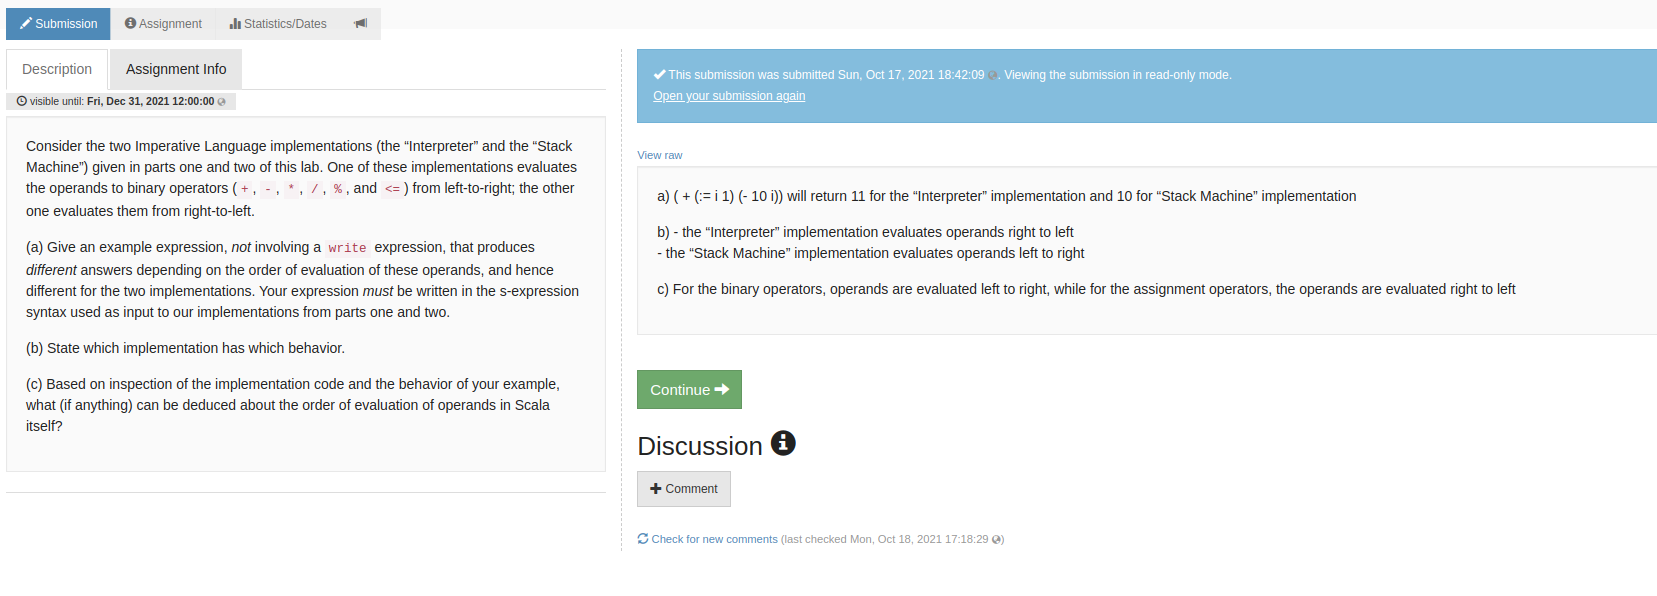 Submission Assignment Statistics/Dates
Description Assignment Info
visible until: Fri, Dec 31, 2021 12:00:00
Consider the two Imperative Language implementations (the “Interpreter” and the “Stack
Machine”) given in parts one and two of this lab. One of these implementations evaluates
the operands to binary operators ( + , - , * , / , % , and <= ) from left-to-right; the other
one evaluates them from right-to-left.
(a) Give an example expression, not involving a write expression, that produces
different answers depending on the order of evaluation of these operands, and hence
different for the two implementations. Your expression must be written in the s-expression
syntax used as input to our implementations from parts one and two.
(b) State which implementation has which behavior.
(c) Based on inspection of the implementation code and the behavior of your example,
what (if anything) can be deduced about the order of evaluation of operands in Scala
itself?
This submission was submitted Sun, Oct 17, 2021 18:42:09 . Viewing the submission in read-only mode.
Open your submission again
View raw
a) ( + (:= i 1) (- 10 i)) will return 11 for the “Interpreter” implementation and 10 for “Stack Machine” implementation
b) - the “Interpreter” implementation evaluates operands right to left
- the “Stack Machine” implementation evaluates operands left to right
c) For the binary operators, operands are evaluated left to right, while for the assignment operators, the operands are evaluated right to left
Continue
Discussion
Comment
Check for new comments (last checked Mon, Oct 18, 2021 17:18:29 )